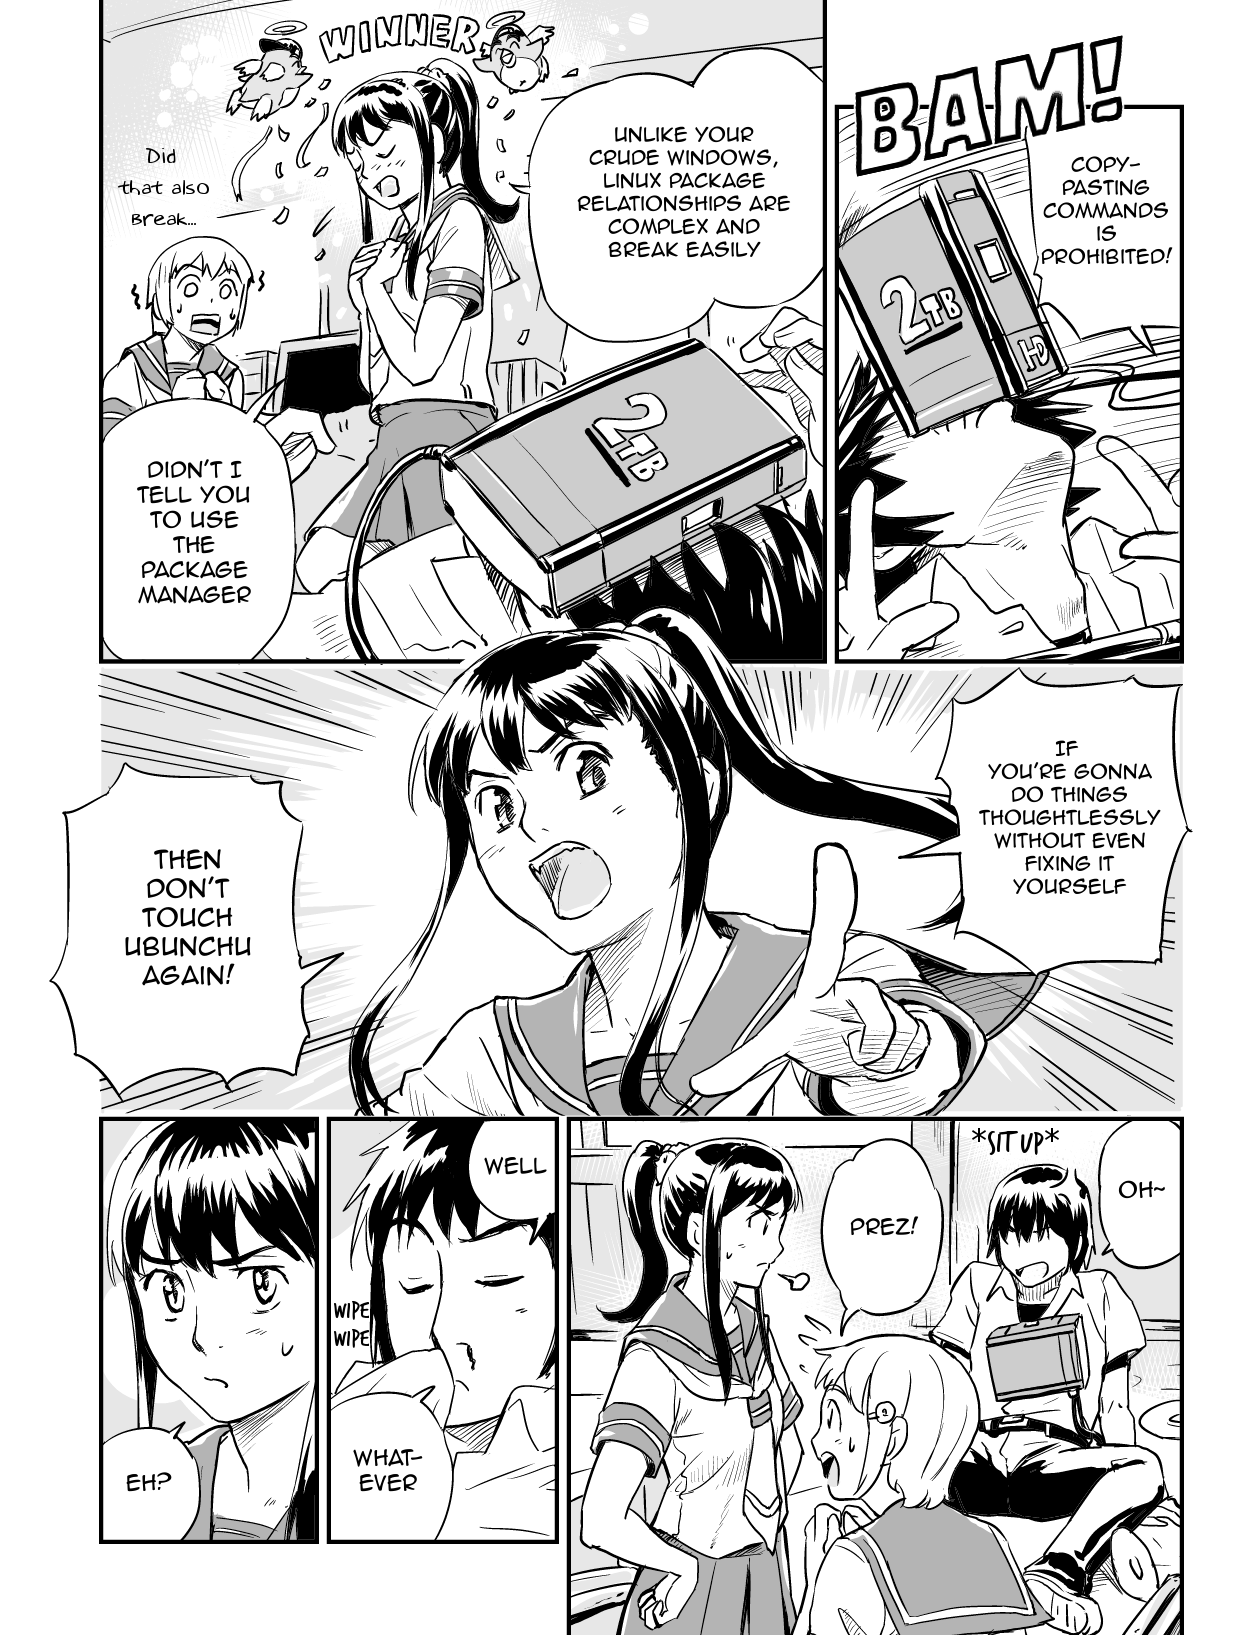 BAM!
COPY-
PASTING
COMMANDS
IS
PROHIBITED!
2TB
HD
WINNER
UNLIKE YOUR
CRUDE WINDOWS,
LINUX PACKAGE
RELATIONSHIPS ARE
COMPLEX AND
BREAK EASILY
Did
that also
Break...
2TB
DIDN'T I
TELL YOU
TO USE
THE
PACKAGE
MANAGER
IF
YOU'RE GONNA
DO THINGS
THOUGHTLESSLY
WITHOUT EVEN
FIXING IT
YOURSELF
THEN
DON'T
TOUCH
UBUNCHU
AGAIN!
OH~
*SIT UP*
PREZ!
WELL
WIPE
WIPE
WHAT-
EVER
EH?